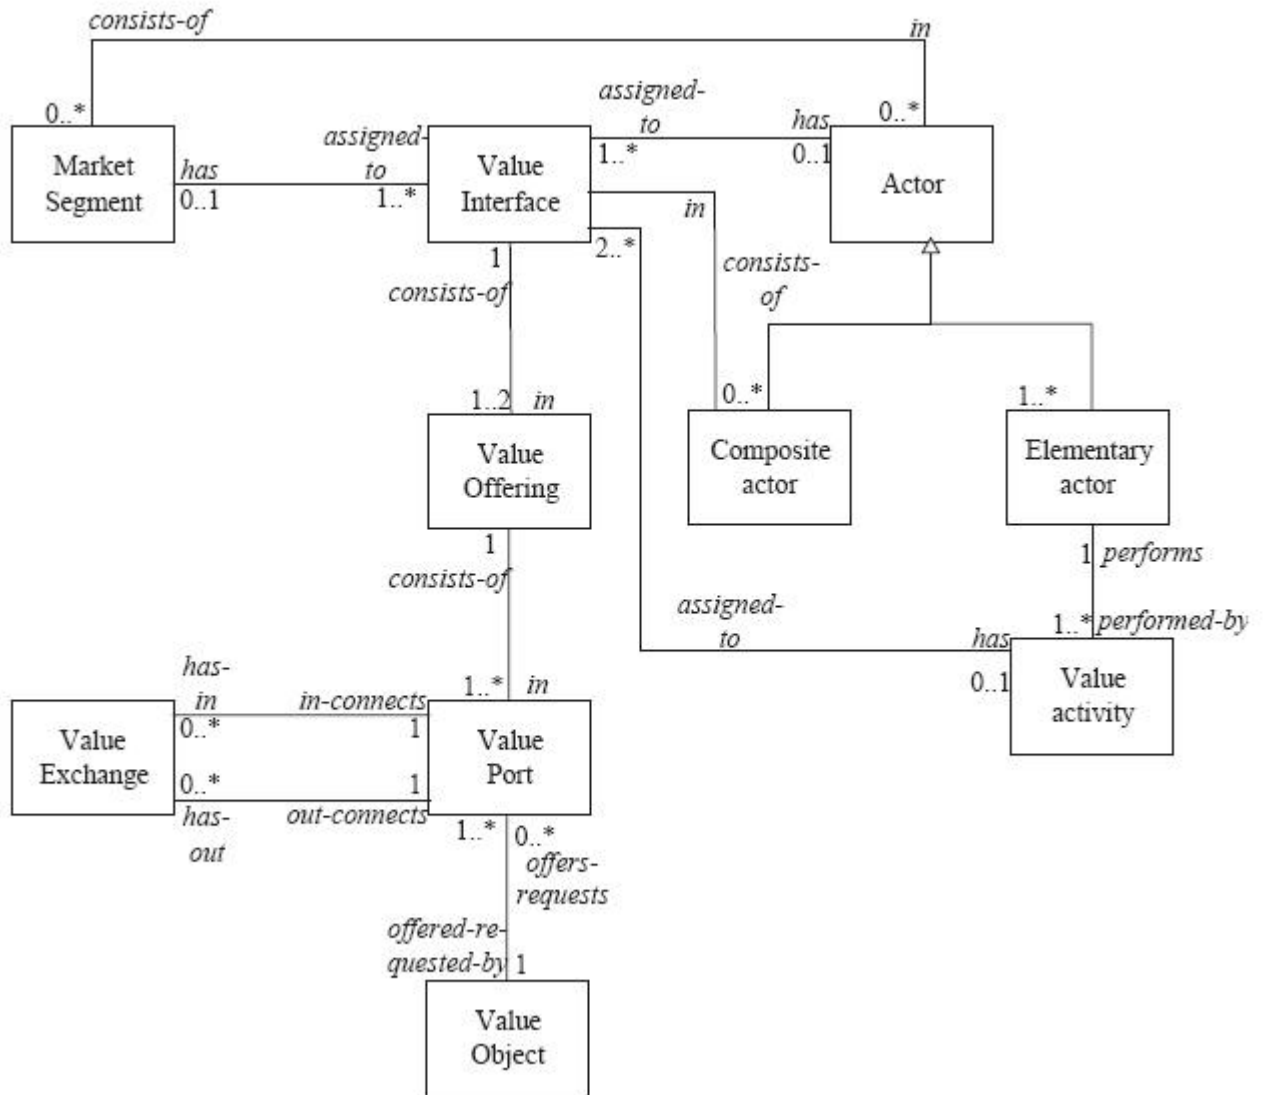 consists-of
in
0..*
0..*
assigned-
to
has
1..*
0..1
Market
Segment
has
0..1
assigned-
to
1..*
Value
Interface
Actor
in
2..*
1
consists-of
consists-
of
1..2
in
0..*
1..*
Value
Offering
Composite
actor
Elementary
actor
1
consists-of
1
performs
assigned-
to
1..*
performed-by
has
0..1
Value
activity
has-
in
0..*
in-connects
1
1..*
in
Value
Exchange
0..*
has-
out
1
out-connects
Value
Port
1..*
0..*
offers-
requests
offered-re-
quested-by
1
Value
Object